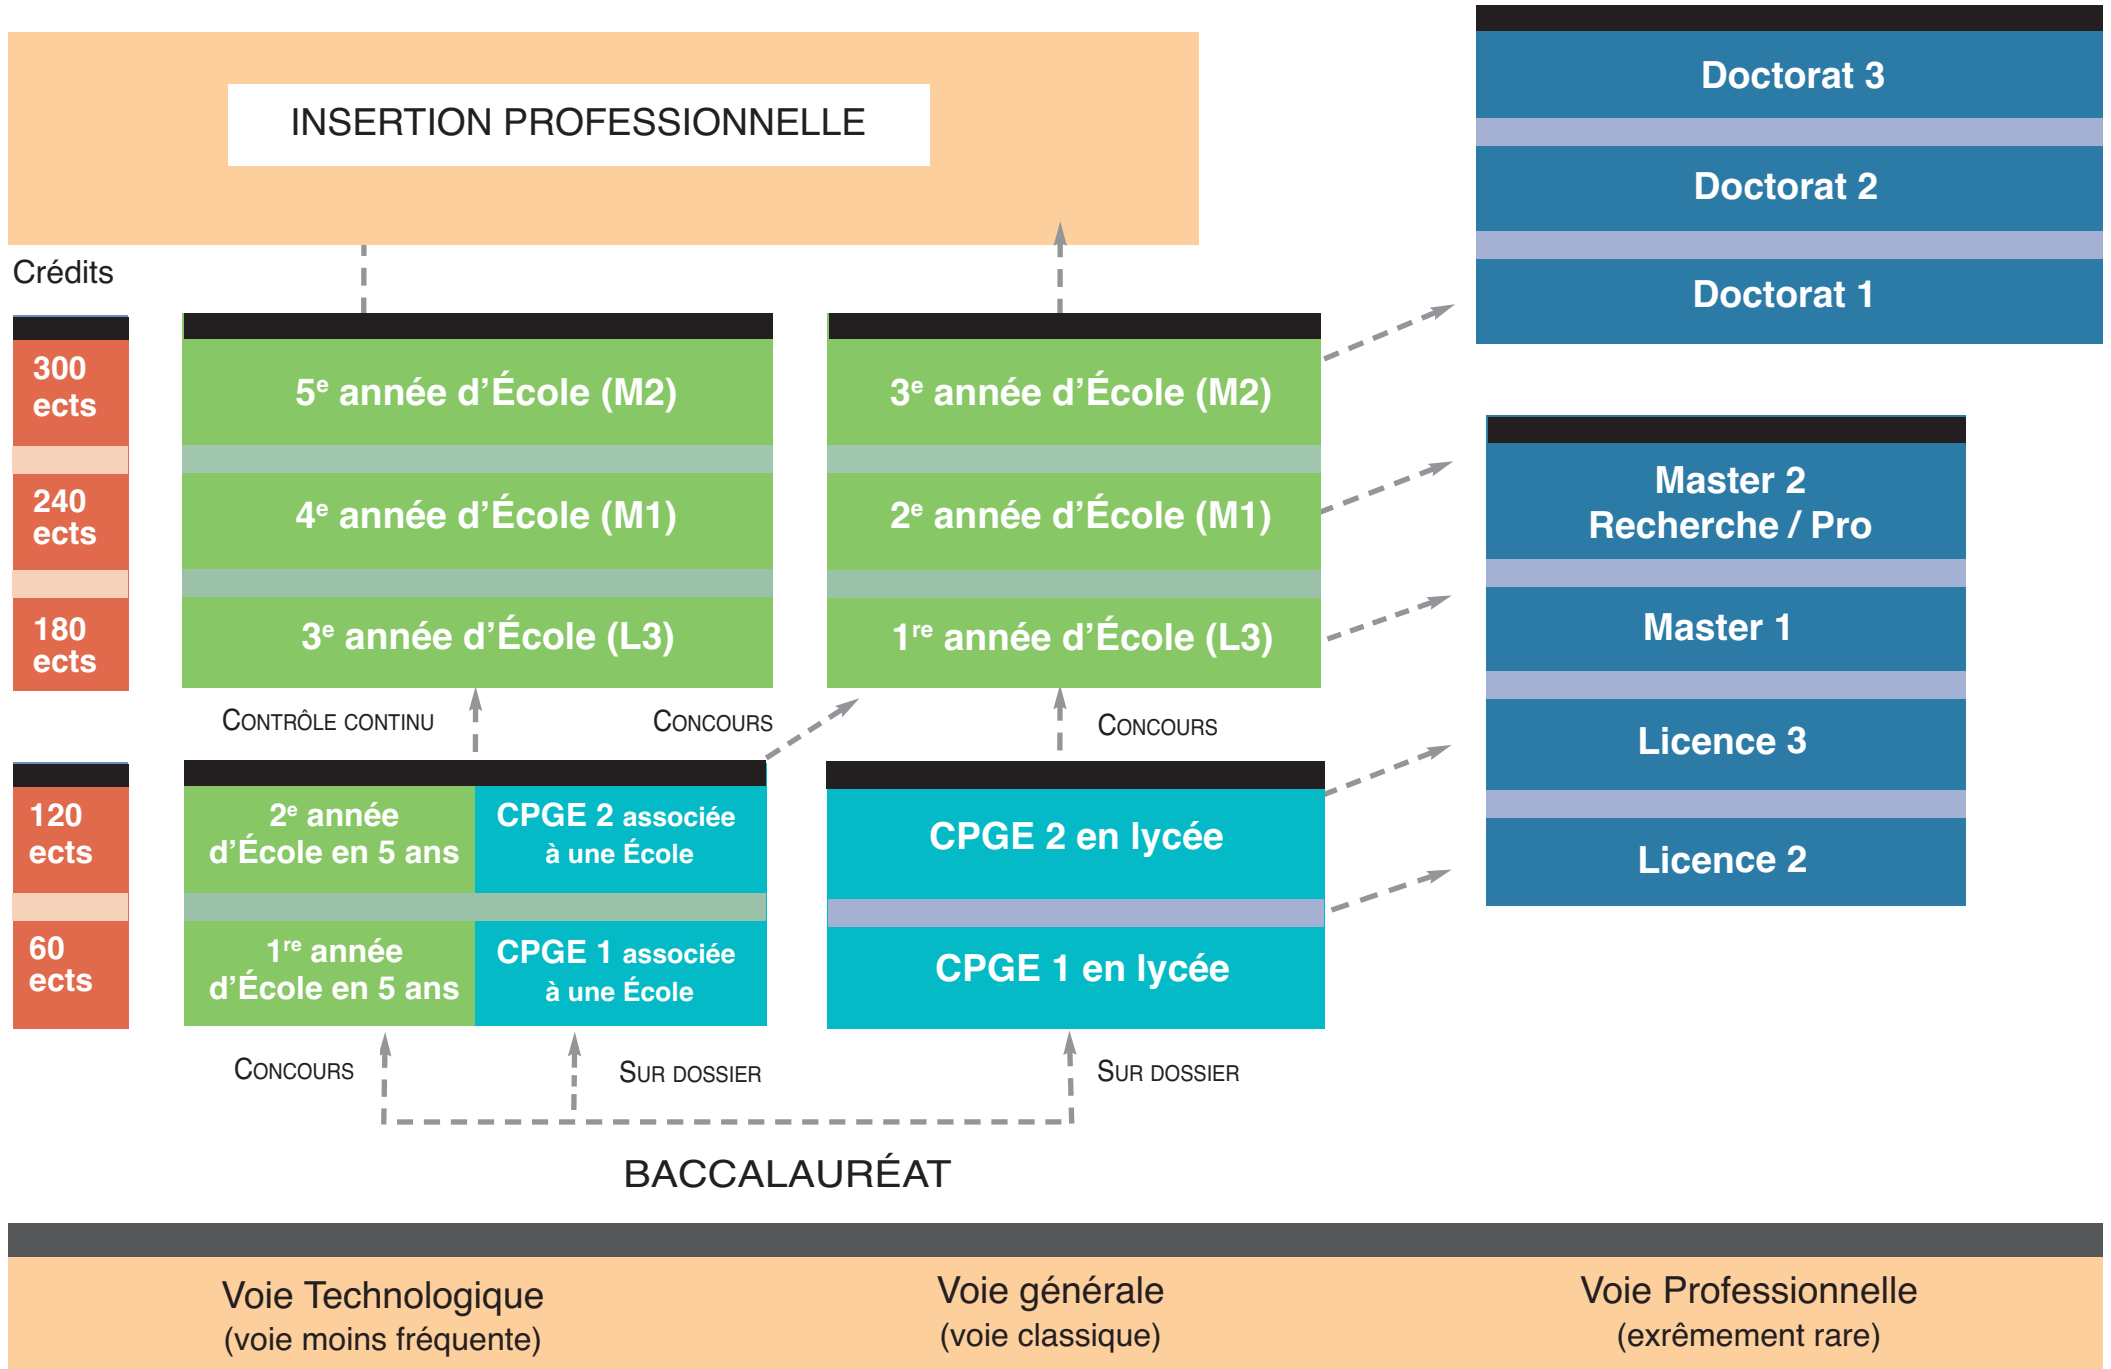 INSERTION PROFESSIONNELLE
Doctorat 3
Doctorat 2
Doctorat 1
Crédits
300
ects
240
ects
180
ects
120
ects
60
ects
5e année d’École (M2)
4e année d’École (M1)
3e année d’École (L3)
3e année d’École (M2)
2e année d’École (M1)
1re année d’École (L3)
Master 2
Recherche / Pro
Master 1
Licence 3
Licence 2
CONTRÔLE CONTINU
CONCOURS
CONCOURS
2e année
d’École en 5 ans
CPGE 2 associée
à une École
1re année
d’École en 5 ans
CPGE 1 associée
à une École
CPGE 2 en lycée
CPGE 1 en lycée
CONCOURS
SUR DOSSIER
SUR DOSSIER
BACCALAURÉAT
Voie Technologique
(voie moins fréquente)
Voie générale
(voie classique)
Voie Professionnelle
(exrêmement rare)